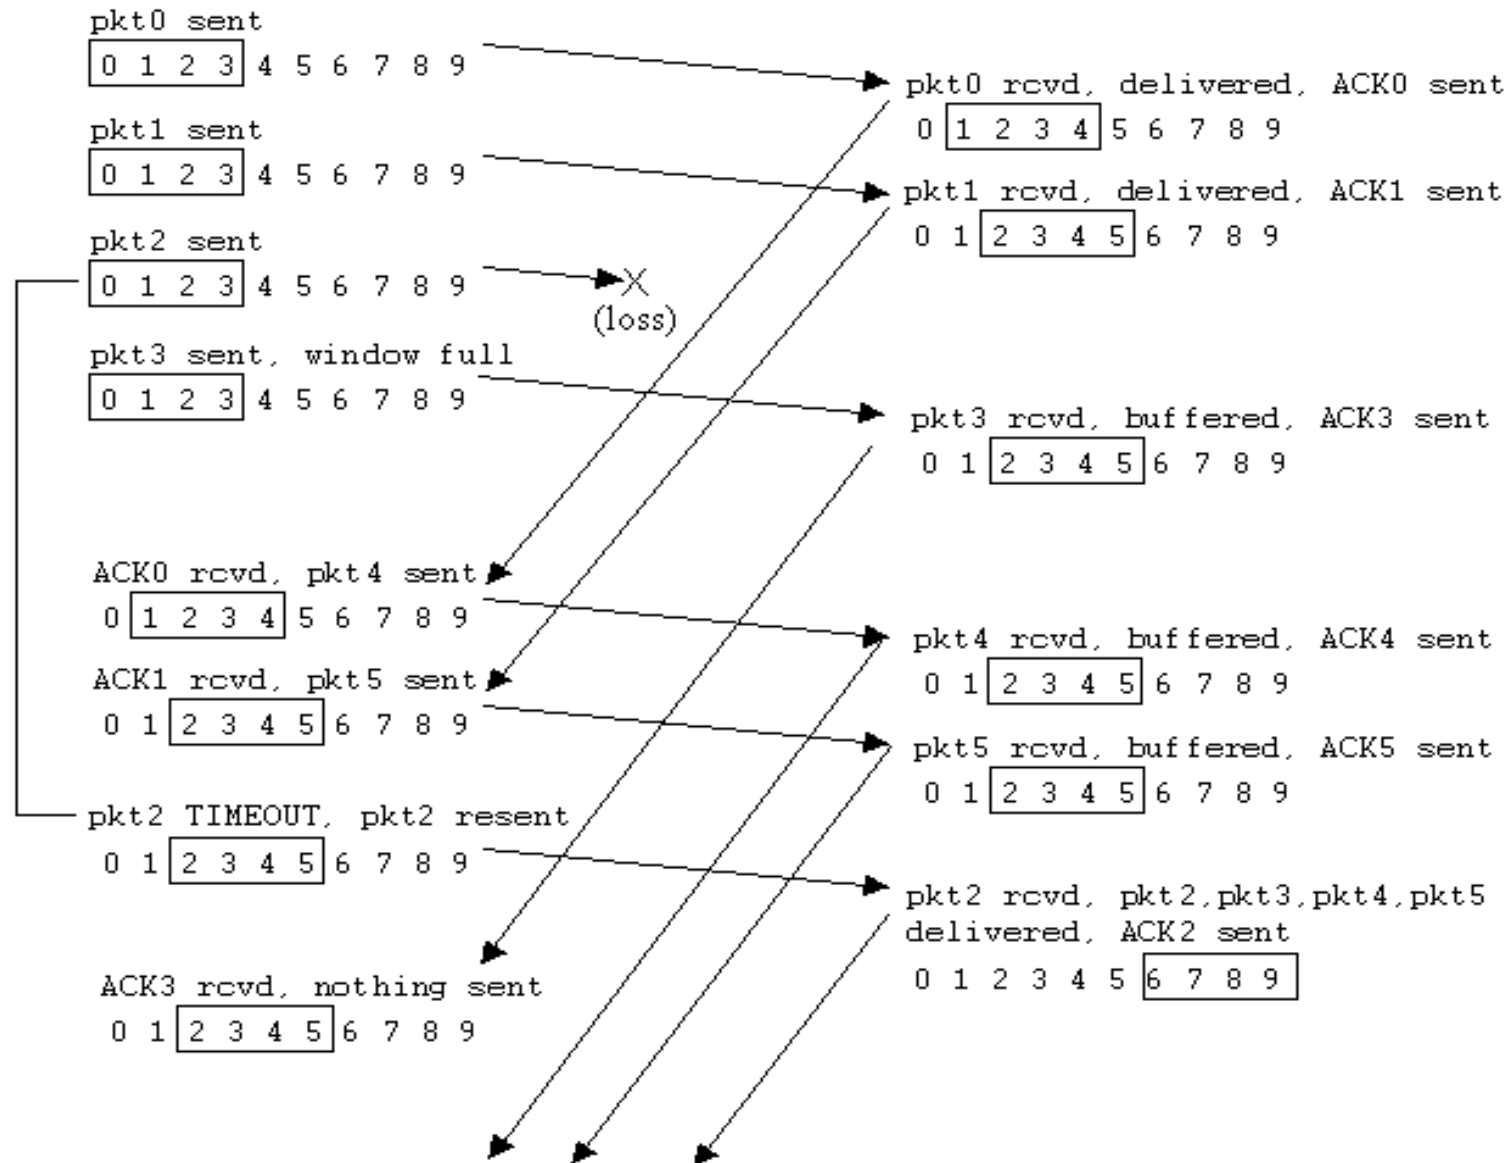 pkt0 sent
0 1 2 3 4 5 6 7 8 9
pkt0 rcvd, delivered, ACK0 sent
0 1 2 3 4 5 6 7 8 9
pkt1 sent
0 1 2 3 4 5 6 7 8 9
pkt1 rcvd, delivered, ACK1 sent
0 1 2 3 4 5 6 7 8 9
pkt2 sent
0 1 2 3 4 5 6 7 8 9
X
(loss)
pkt3 sent, window full
0 1 2 3 4 5 6 7 8 9
pkt3 rcvd, buffered, ACK3 sent
0 1 2 3 4 5 6 7 8 9
ACK0 rcvd, pkt4 sent
0 1 2 3 4 5 6 7 8 9
pkt4 rcvd, buffered, ACK4 sent
0 1 2 3 4 5 6 7 8 9
ACK1 rcvd, pkt5 sent
0 1 2 3 4 5 6 7 8 9
pkt5 rcvd, buffered, ACK5 sent
0 1 2 3 4 5 6 7 8 9
pkt2 TIMEOUT, pkt2 resent
0 1 2 3 4 5 6 7 8 9
pkt2 rcvd, pkt2,pkt3,pkt4,pkt5
delivered, ACK2 sent
0 1 2 3 4 5 6 7 8 9
ACK3 rcvd, nothing sent
0 1 2 3 4 5 6 7 8 9